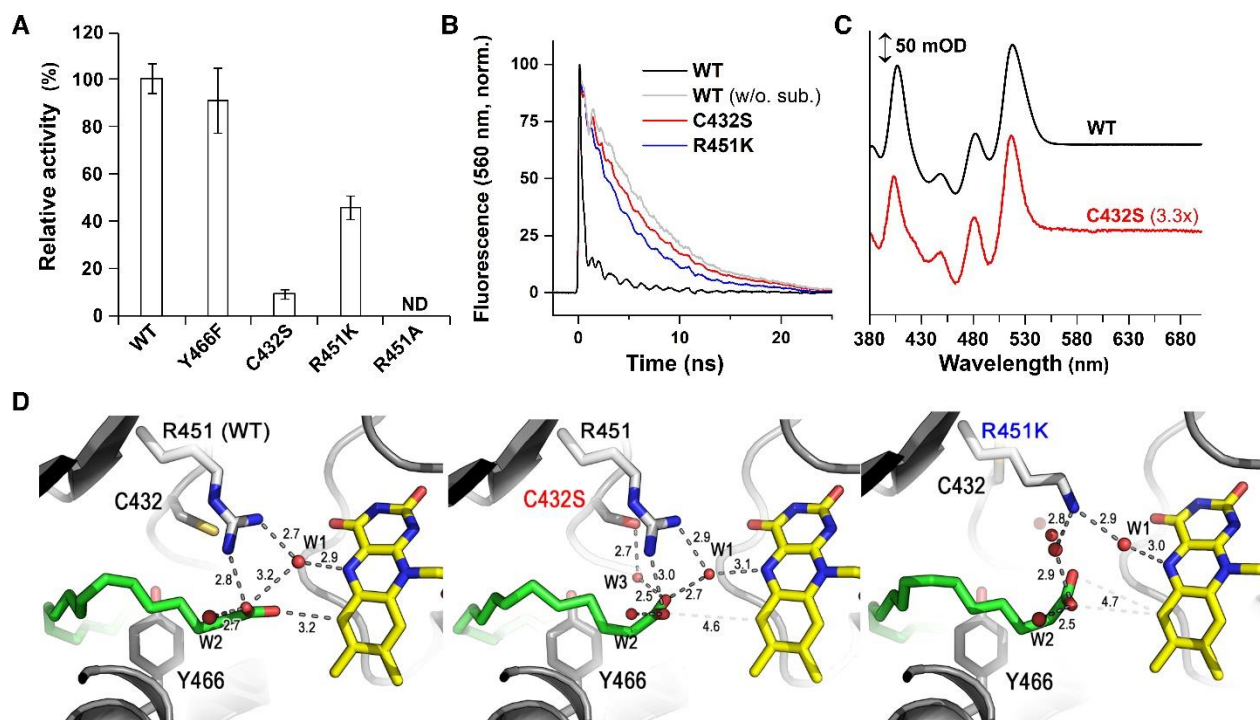 A
Relative activity (%)
120
100
80
60
40
20
0
WT
Y466F
C432S
R451K
R451A
ND
B
Fluorescence (560 nm, norm.)
100
75
50
25
0
0 10 20
Time (ns)
WT
WT (w/o. sub.)
C432S
R451K
C
50 mOD
WT
C432S (3.3x)
380 430 480 530 580 630 680
Wavelength (nm)
D
R451 (WT)
C432
2.7
W1
2.9
2.8
3.2
W2
2.7
3.2
Y466
R451
C432S
2.7
2.9
W1
W3
3.0
3.1
2.5
2.7
W2
4.6
Y466
R451K
C432
2.8
2.9
W1
3.0
2.9
4.7
W2
2.5
Y466